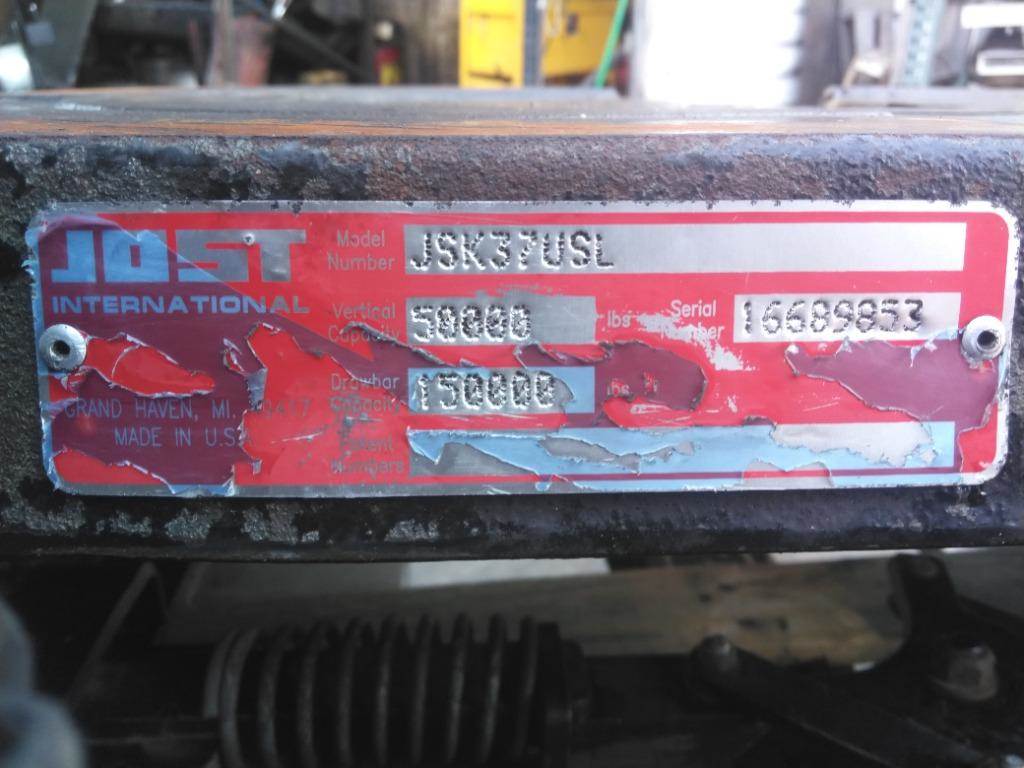 JOST
INTERNATIONAL
Model
Number JSK37USL
Vertical
Capacity 50000 lbs
Serial
16689853
Drawbar
Capacity 150000 lbs
GRAND HAVEN, MI.
MADE IN U.S.A
Patent
Numbers